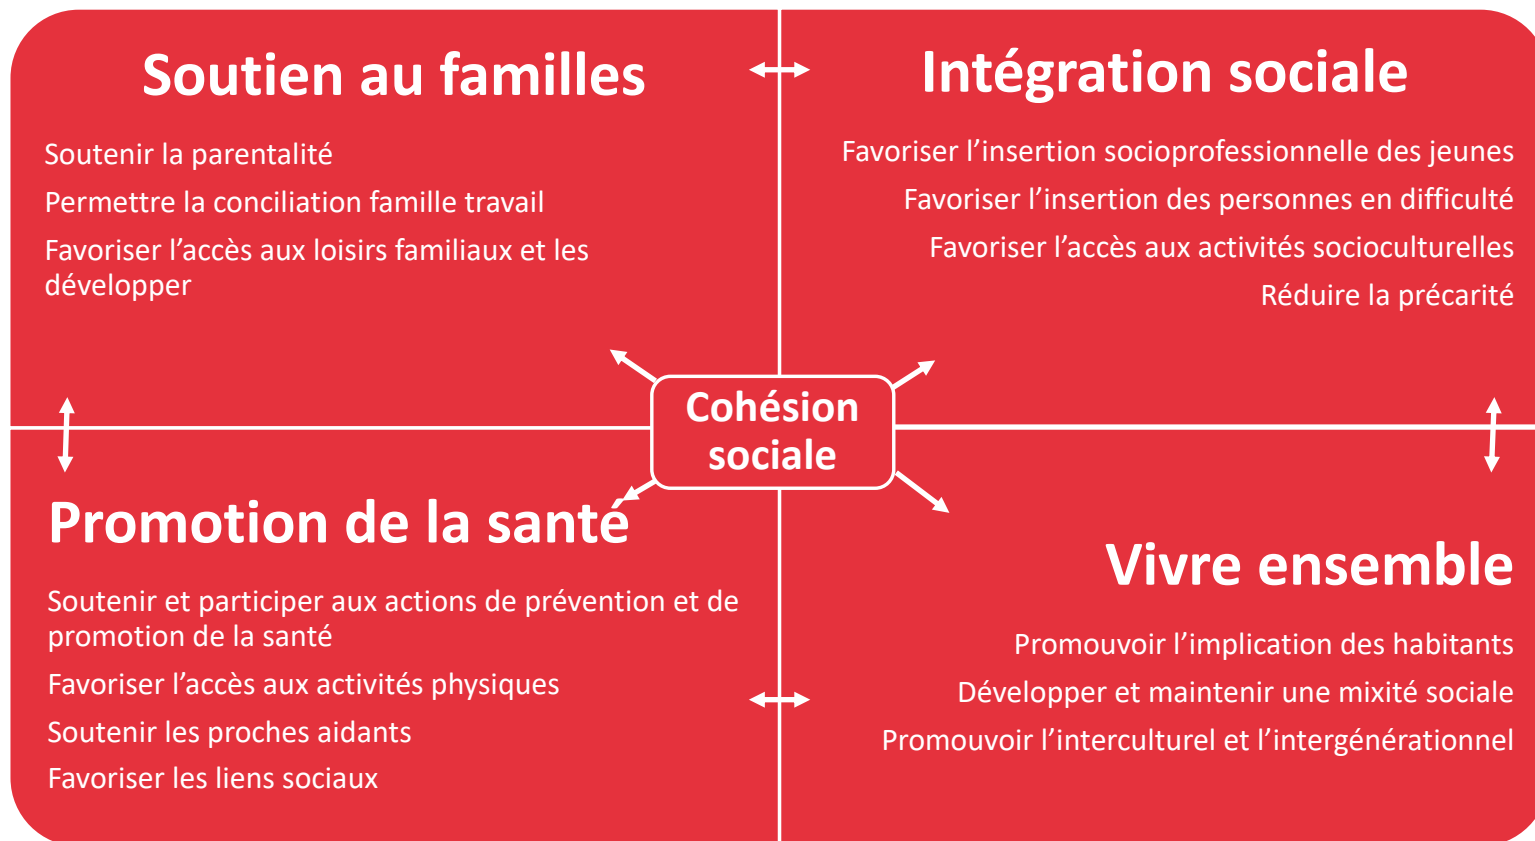 Soutien au familles
Soutenir la parentalité
Permettre la conciliation famille travail
Favoriser l’accès aux loisirs familiaux et les
développer
Intégration sociale
Favoriser l’insertion socioprofessionnelle des jeunes
Favoriser l’insertion des personnes en difficulté
Favoriser l’accès aux activités socioculturelles
Réduire la précarité
Cohésion
sociale
Promotion de la santé
Soutenir et participer aux actions de prévention et de
promotion de la santé
Favoriser l’accès aux activités physiques
Soutenir les proches aidants
Favoriser les liens sociaux
Vivre ensemble
Promouvoir l’implication des habitants
Développer et maintenir une mixité sociale
Promouvoir l’interculturel et l’intergénérationnel